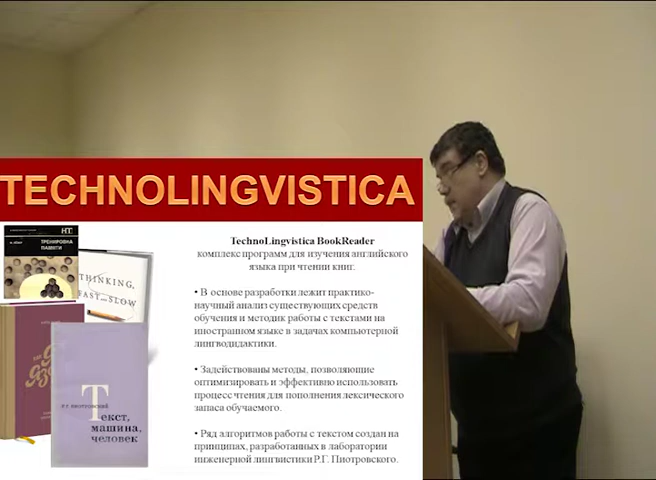 TECHNOLINGVISTICA
TechnoLingvistica BookReader
комплекс программ для изучения английского
языка при чтении книг:
• В основе разработки лежит практико-
научный анализ существующих средств
обучения и методик работы с текстами на
иностранном языке в задачах компьютерной
лингводидактики.
• Задействованы методы, позволяющие
оптимизировать и эффективно использовать
процесс чтения для пополнения лексического
запаса обучаемого.
• Ряд алгоритмов работы с текстом создан на
принципах, разработанных в лаборатории
инженерной лингвистики Р.Г. Пиотровского.
НТ
ТРЕНИРОВКА
ПАМЯТИ
THINKING,
FAST
SLOW
Р. Г. ПИОТРОВСКИЙ
Текст,
машина,
человек